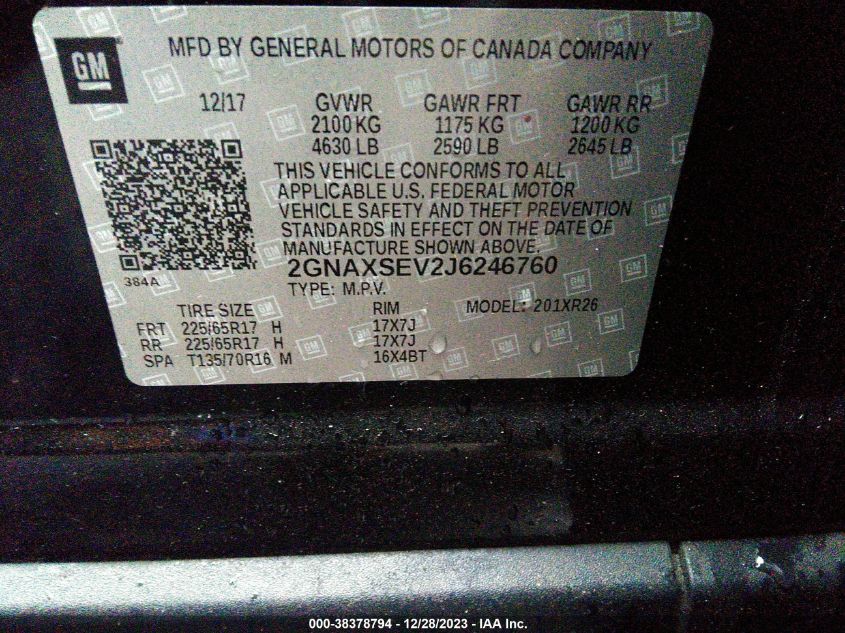 GM
MFD BY GENERAL MOTORS OF CANADA COMPANY
12/17 GVWR GAWR FRT GAWR RR
2100 KG 1175 KG 1200 KG
4630 LB 2590 LB 2645 LB
THIS VEHICLE CONFORMS TO ALL
APPLICABLE U.S. FEDERAL MOTOR
VEHICLE SAFETY AND THEFT PREVENTION
STANDARDS IN EFFECT ON THE DATE OF
MANUFACTURE SHOWN ABOVE.
2GNAXSEV2J6246760
384A
TYPE: M.P.V.
TIRE SIZE RIM MODEL: 201XR26
FRT 225/65R17 H 17X7J
RR 225/65R17 H 17X7J
SPA T135/70R16 M 16X4BT
000-38378794 - 12/28/2023 - IAA Inc.